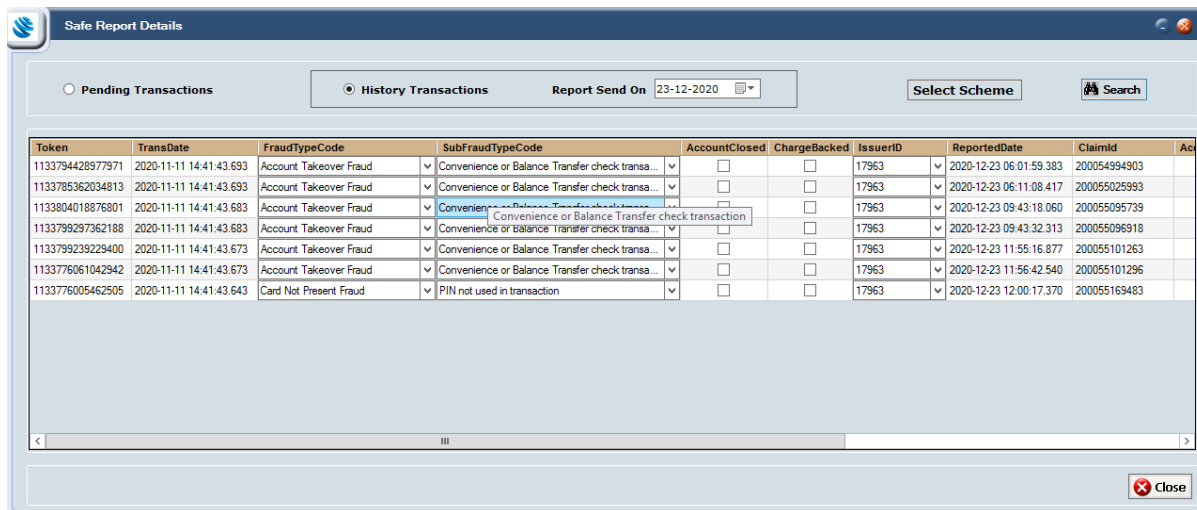 Safe Report Details
Pending Transactions History Transactions Report Send On 23-12-2020 Select Scheme Search
Token TransDate FraudTypeCode SubFraudTypeCode AccountClosed ChargeBacked IssuerID ReportedDate ClaimId Acc
1133794428977971 2020-11-11 14:41:43.693 Account Takeover Fraud Convenience or Balance Transfer check transa... 17963 2020-12-23 06:01:59.383 200054994903
1133785362034813 2020-11-11 14:41:43.693 Account Takeover Fraud Convenience or Balance Transfer check transa... 17963 2020-12-23 06:11:08.417 200055025993
1133804018876801 2020-11-11 14:41:43.683 Account Takeover Fraud Convenience or Balance Transfer check transa... 17963 2020-12-23 09:43:18.060 200055095739
Convenience or Balance Transfer check transaction
1133799297362188 2020-11-11 14:41:43.683 Account Takeover Fraud Convenience or Balance Transfer check transa... 17963 2020-12-23 09:43:32.313 200055096918
1133799239229400 2020-11-11 14:41:43.673 Account Takeover Fraud Convenience or Balance Transfer check transa... 17963 2020-12-23 11:55:16.877 200055101263
1133776061042942 2020-11-11 14:41:43.673 Account Takeover Fraud Convenience or Balance Transfer check transa... 17963 2020-12-23 11:56:42.540 200055101296
1133776005462505 2020-11-11 14:41:43.643 Card Not Present Fraud PIN not used in transaction 17963 2020-12-23 12:00:17.370 200055169483
Close